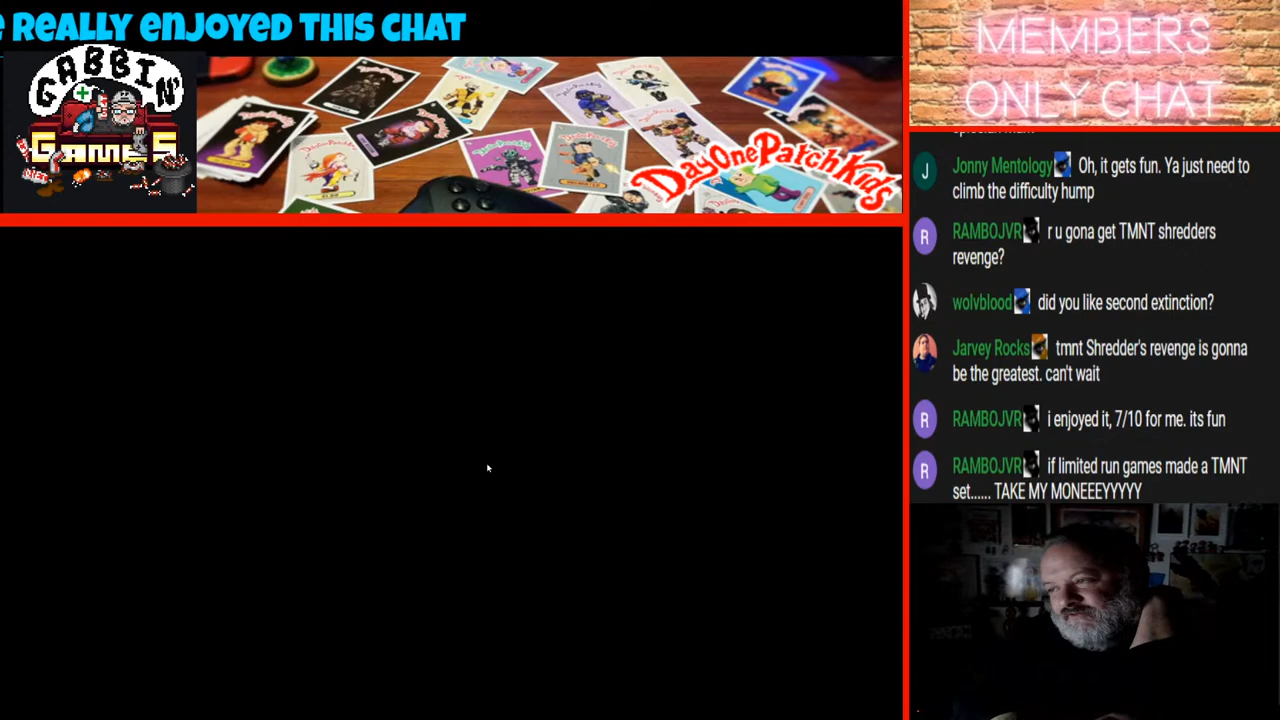 REALLY ENJOYED THIS CHAT
GABBIN'
GAMES
DayOnePatchKids
MEMBERS
ONLY CHAT
J
Jonny Mentology Oh, it gets fun. Ya just need to
climb the difficulty hump
R
RAMBOJVR r u gona get TMNT shredders
revenge?
wolvblood did you like second extinction?
Jarvey Rocks tmnt Shredder's revenge is gonna
be the greatest. can't wait
R
RAMBOJVR i enjoyed it, 7/10 for me. its fun
R
RAMBOJVR if limited run games made a TMNT
set...... TAKE MY MONEEEYYYYY